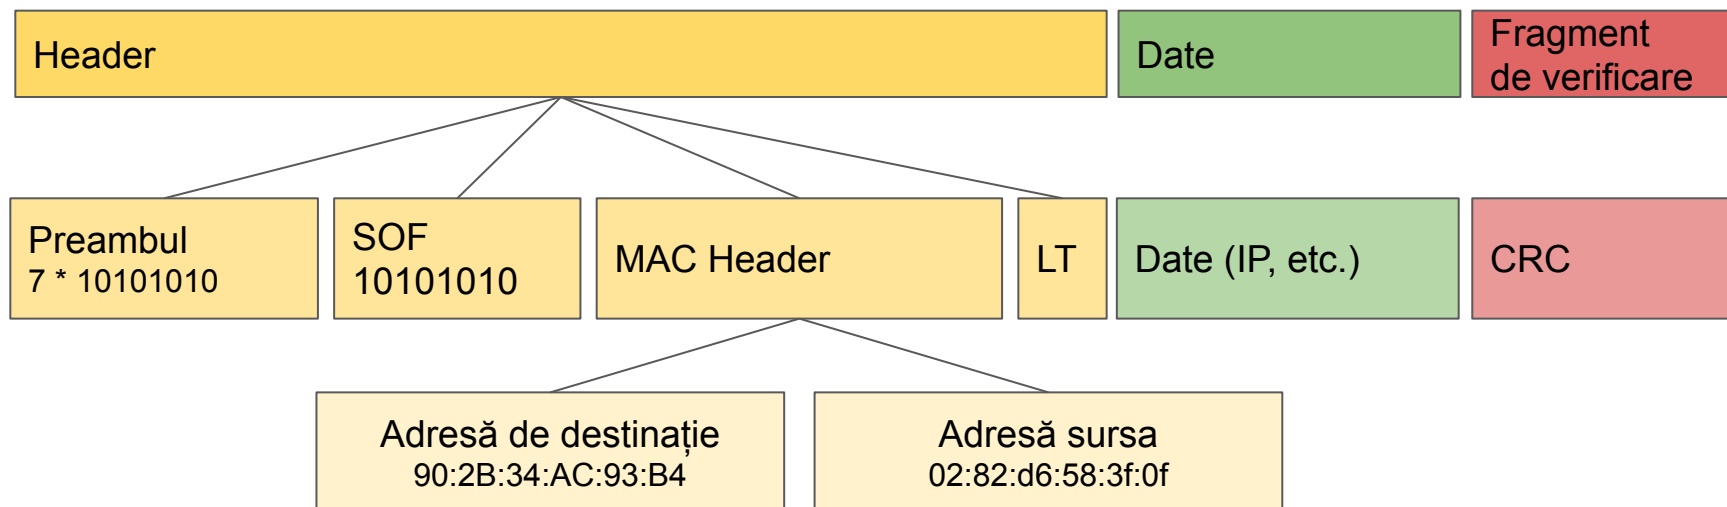 Header
Date
Fragment
de verificare
Preambul
7 * 10101010
SOF
10101010
MAC Header
LT
Date (IP, etc.)
CRC
Adresă de destinație
90:2B:34:AC:93:B4
Adresă sursa
02:82:d6:58:3f:0f